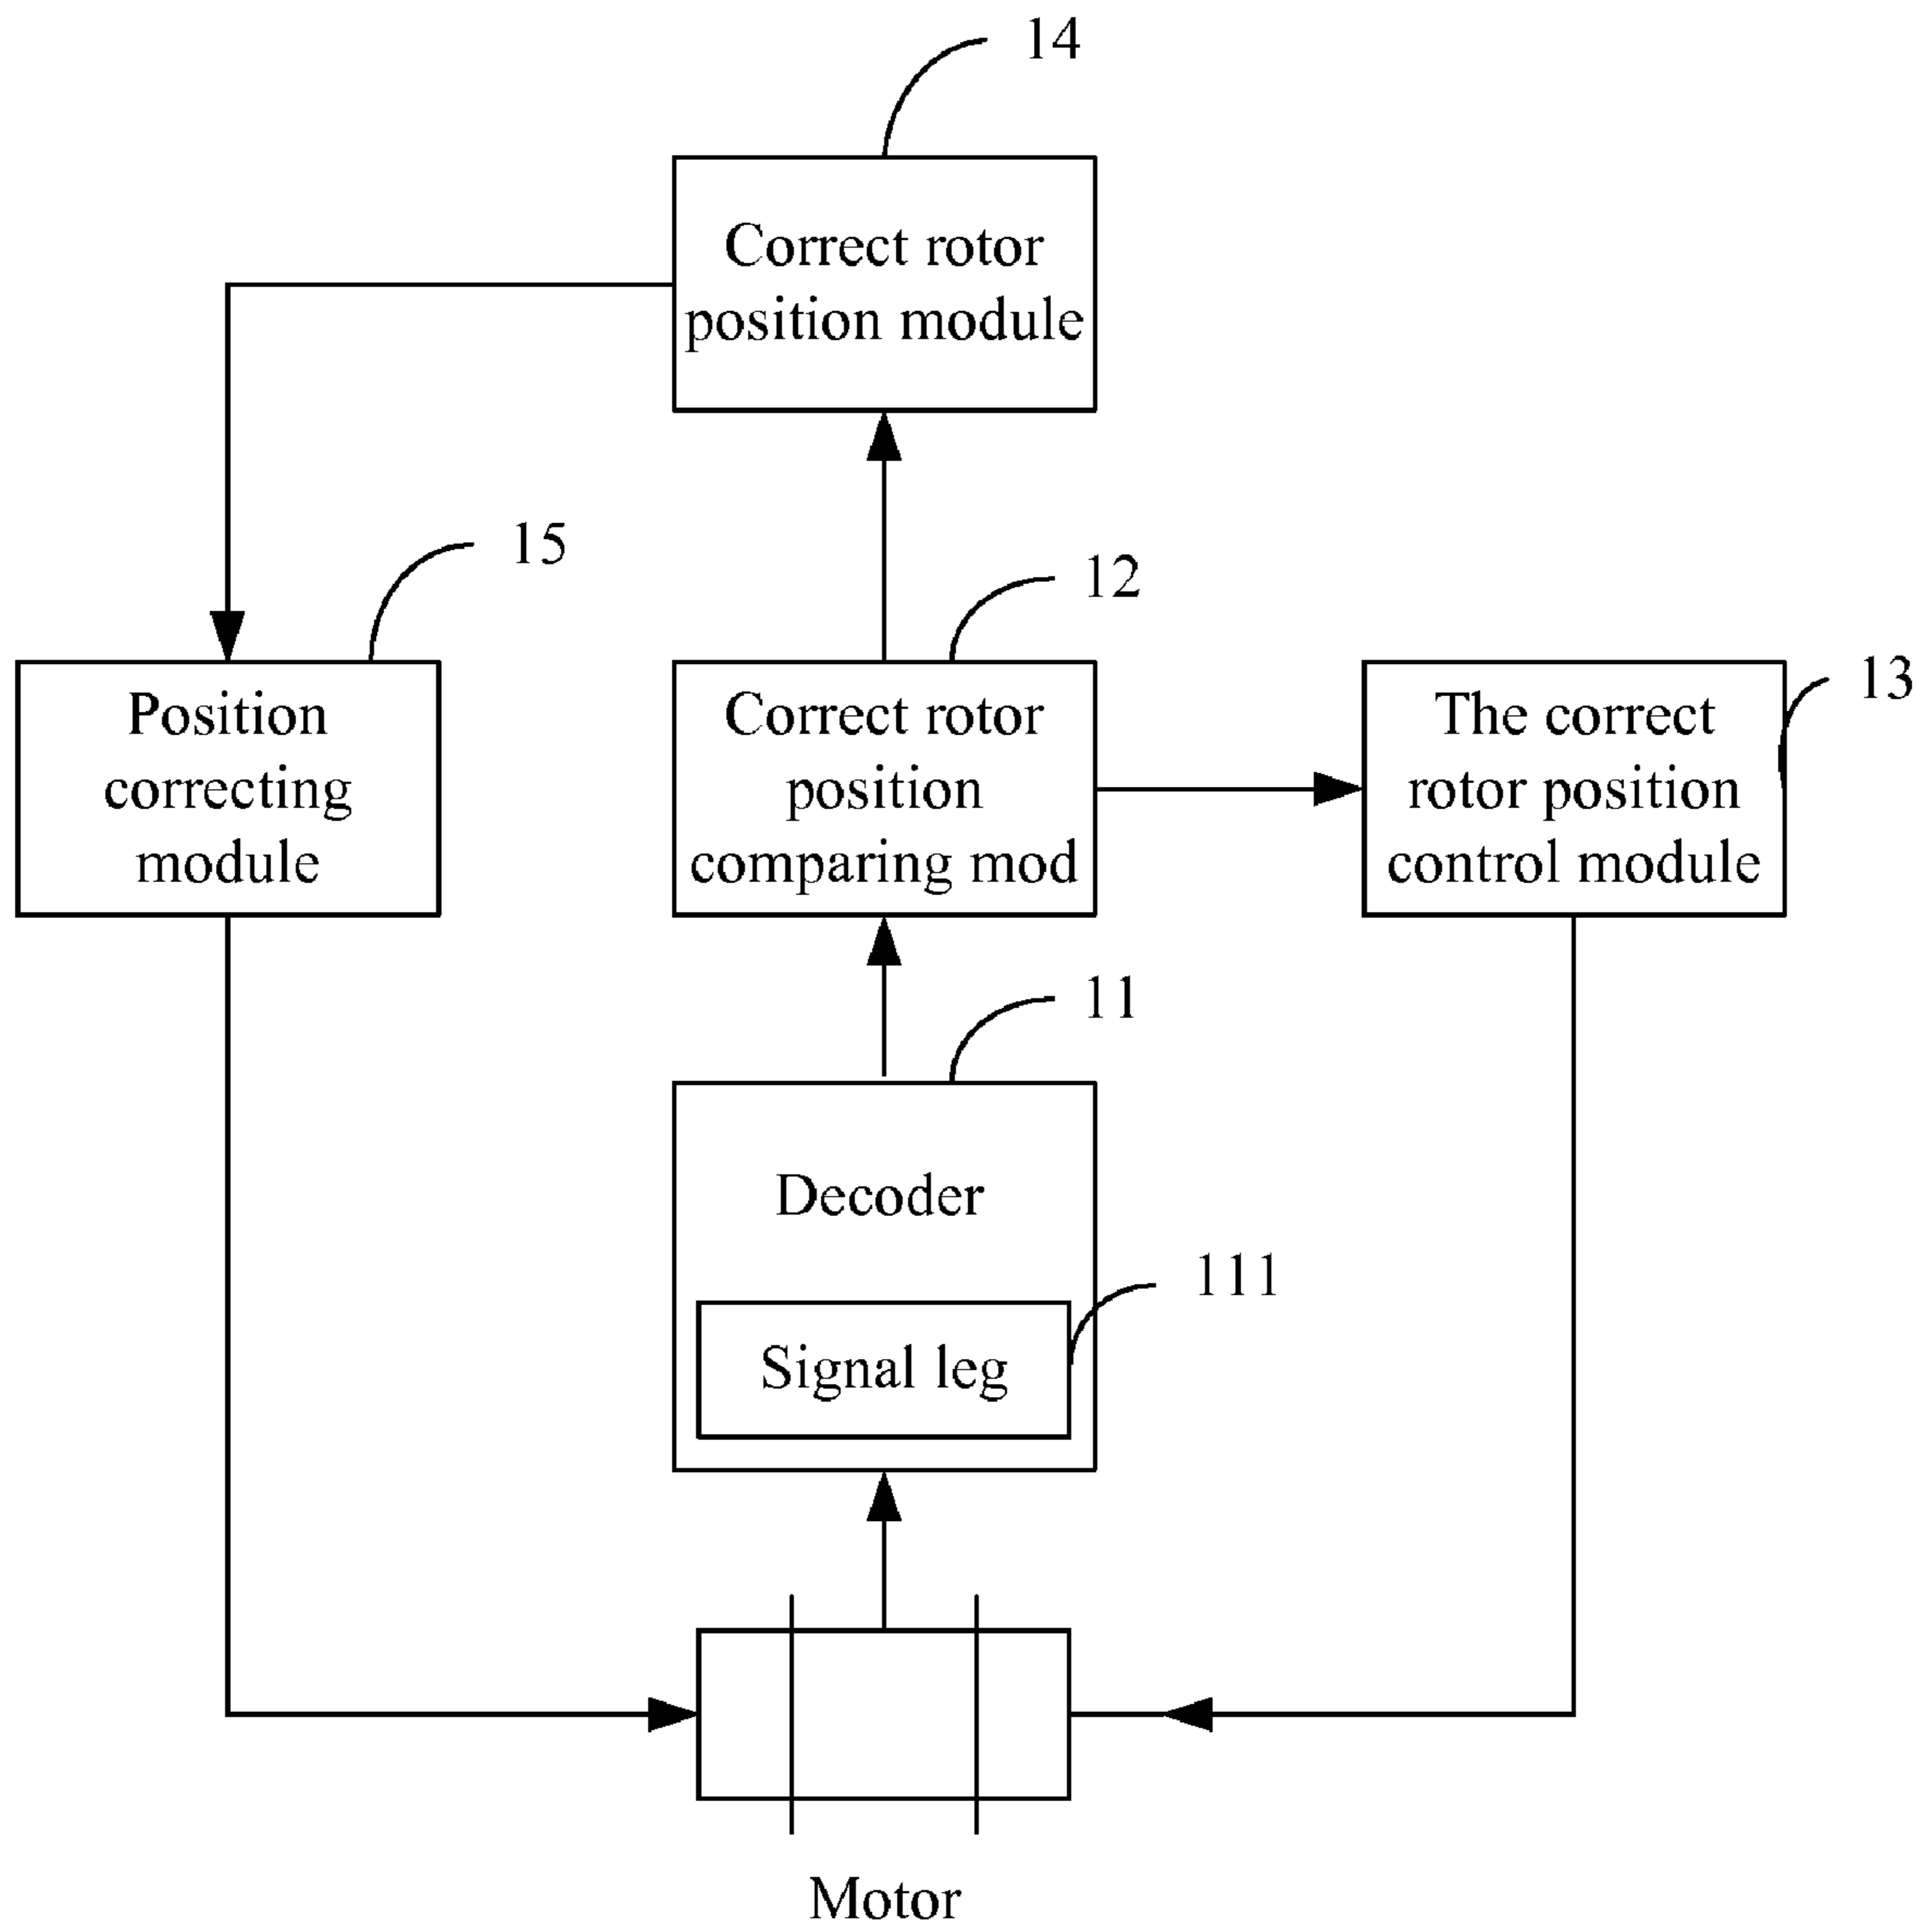 14
Correct rotor
position module
15
12
13
Position
correcting
module
Correct rotor
position
comparing mod
The correct
rotor position
control module
11
Decoder
111
Signal leg
Motor